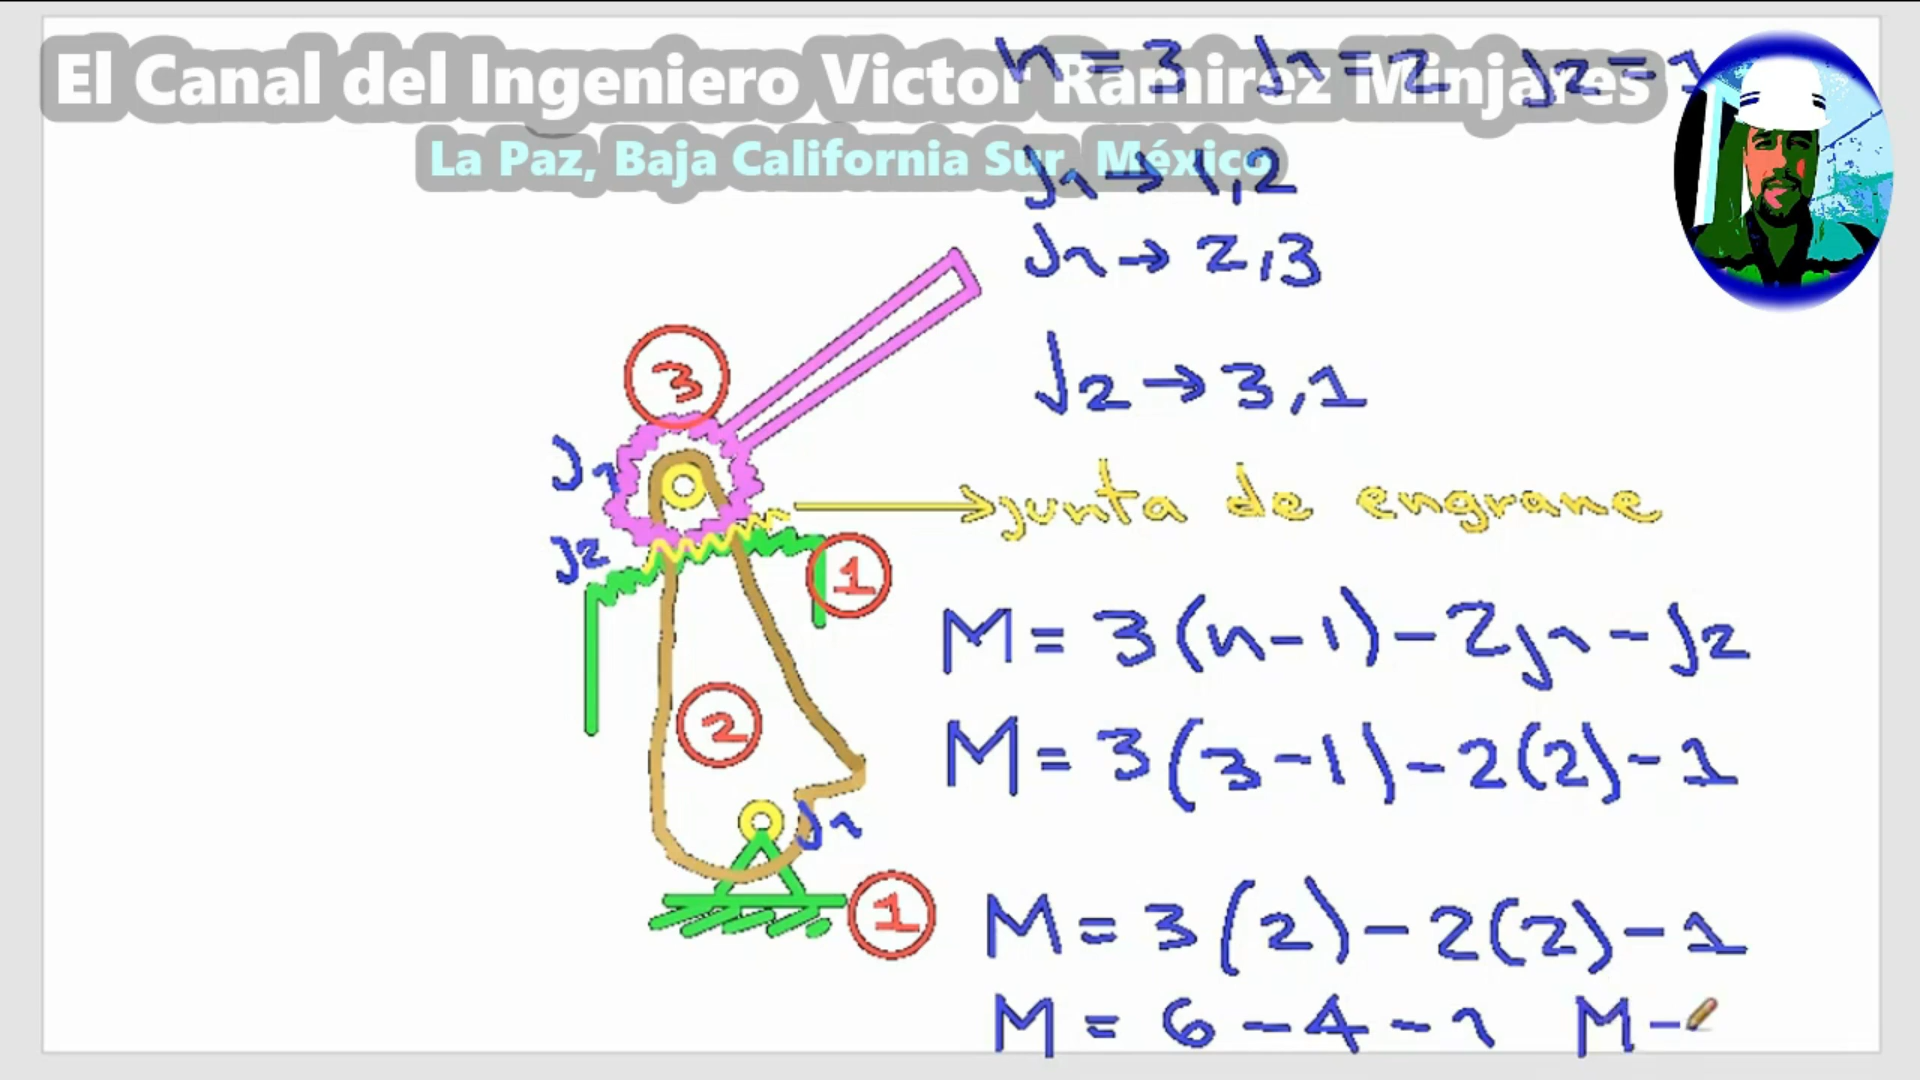 El Canal del Ingeniero Victor Ramirez Minjares
n = 3 J1 = 2 J2 = 1
La Paz, Baja California Sur, México
J1 → 1,2
J1 → 2,3
3
J2 → 3,1
J1
junta de engrane
J2
1
M = 3(n-1) - 2J1 - J2
2
M = 3(3-1) - 2(2) - 1
J1
1
M = 3(2) - 2(2) - 1
M = 6 - 4 - 1 M -